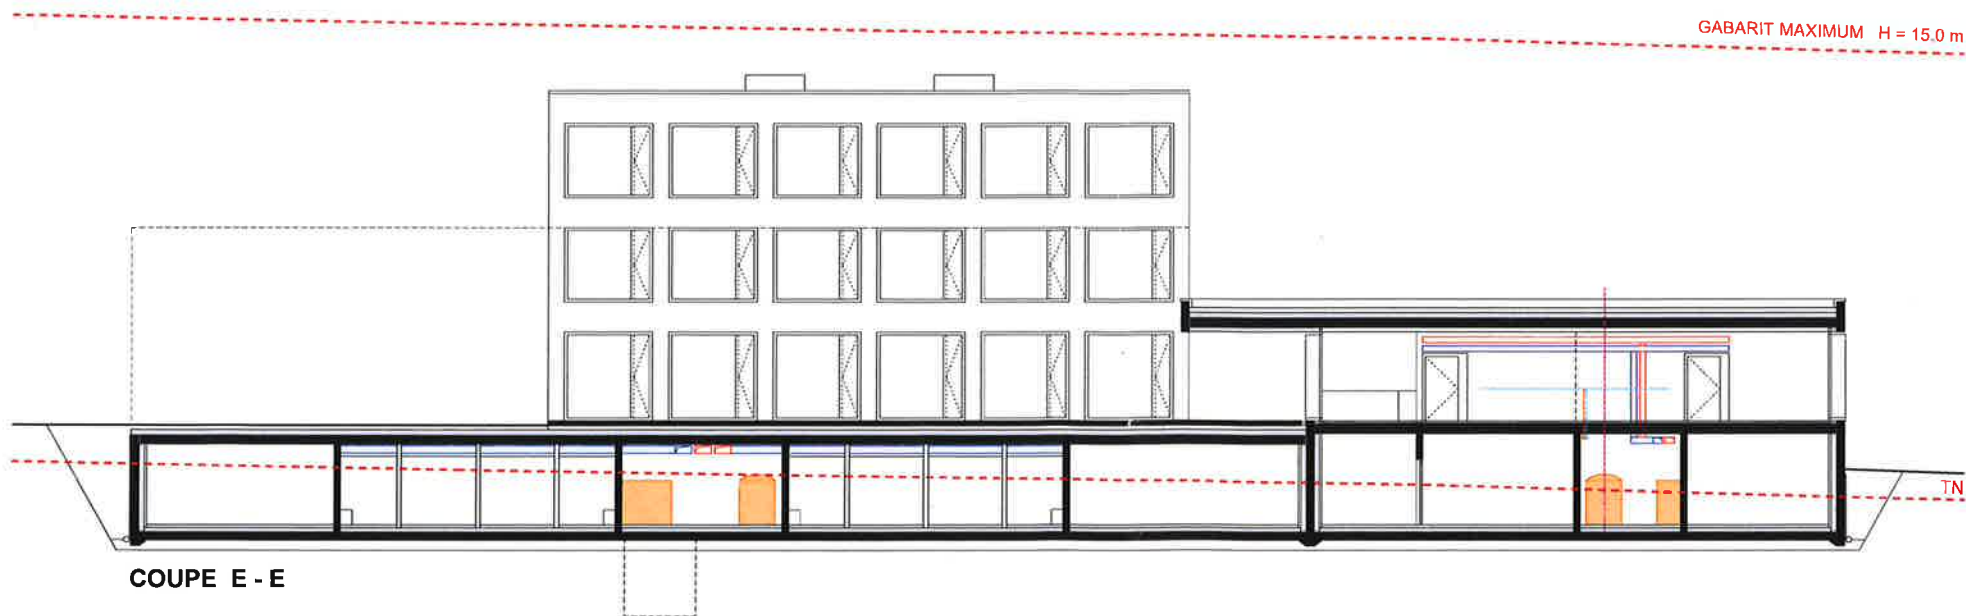 GABARIT MAXIMUM H = 15.0 m
TN
COUPE E - E